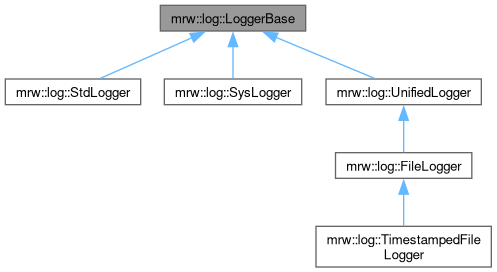 mrw::log::LoggerBase
mrw::log::StdLogger
mrw::log::SysLogger
mrw::log::UnifiedLogger
mrw::log::FileLogger
mrw::log::TimestampedFile
Logger